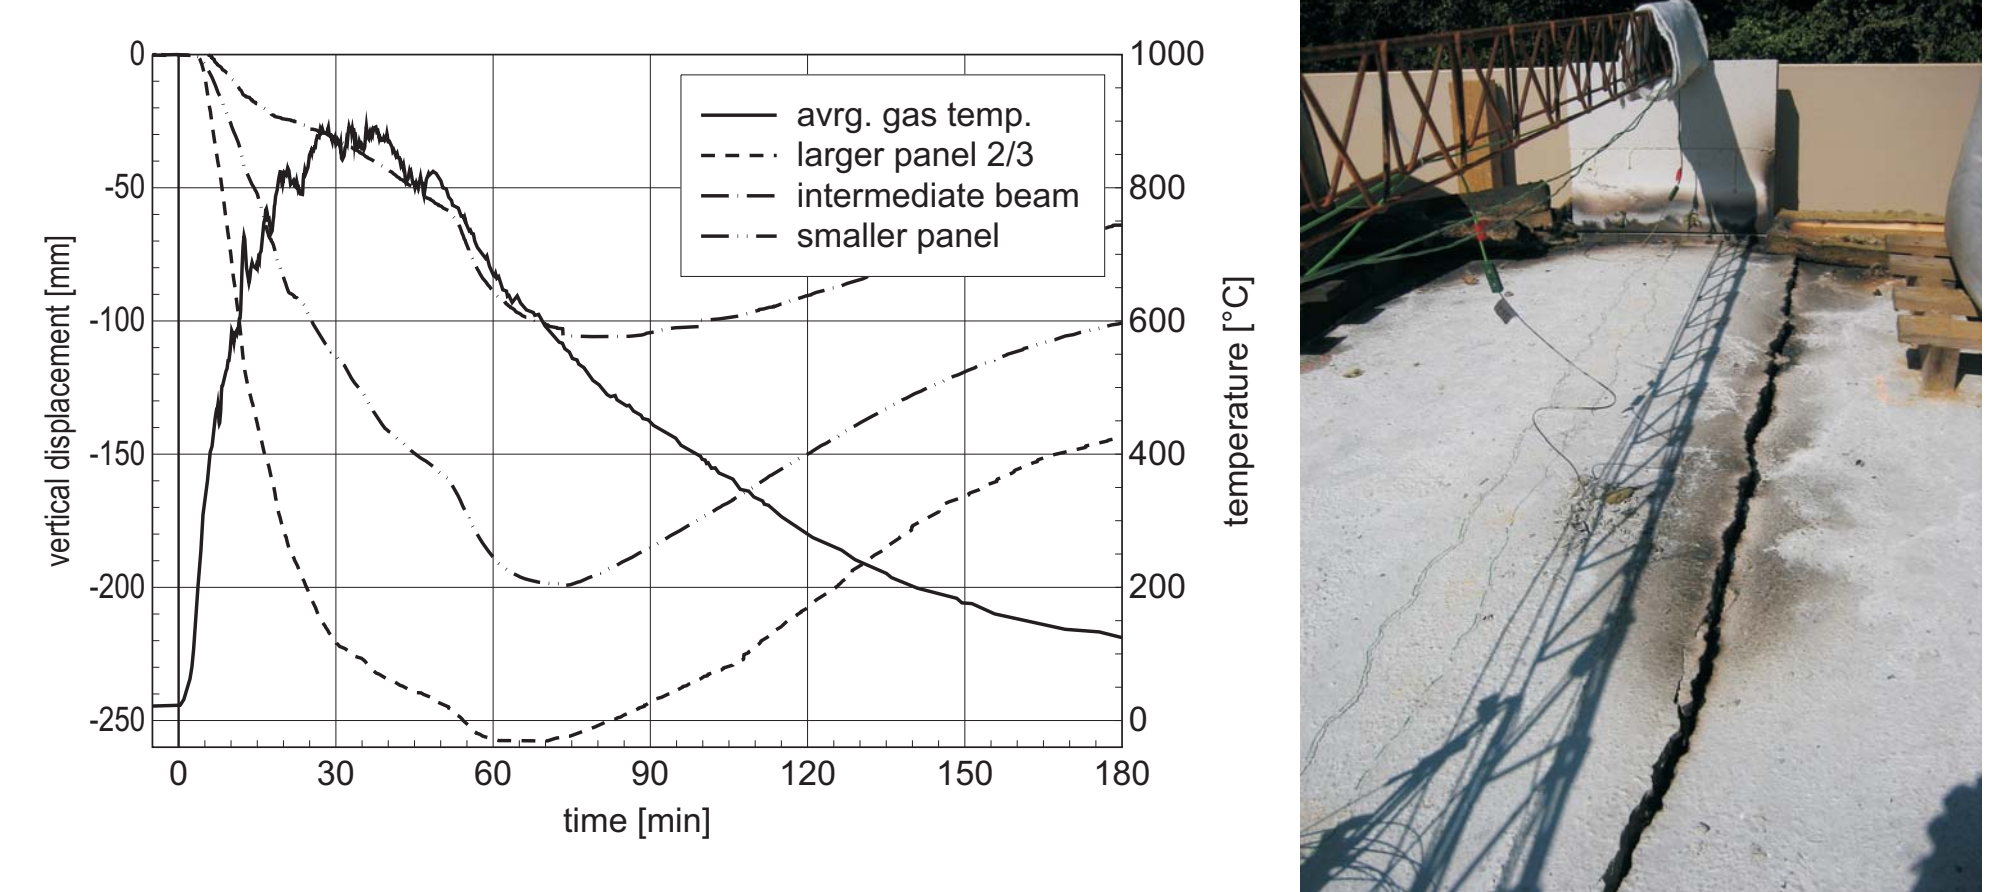 0
-50
-100
-150
-200
-250
vertical displacement [mm]
avrg. gas temp.
larger panel 2/3
intermediate beam
smaller panel
1000
800
600
400
200
0
temperature [°C]
0 30 60 90 120 150 180
time [min]